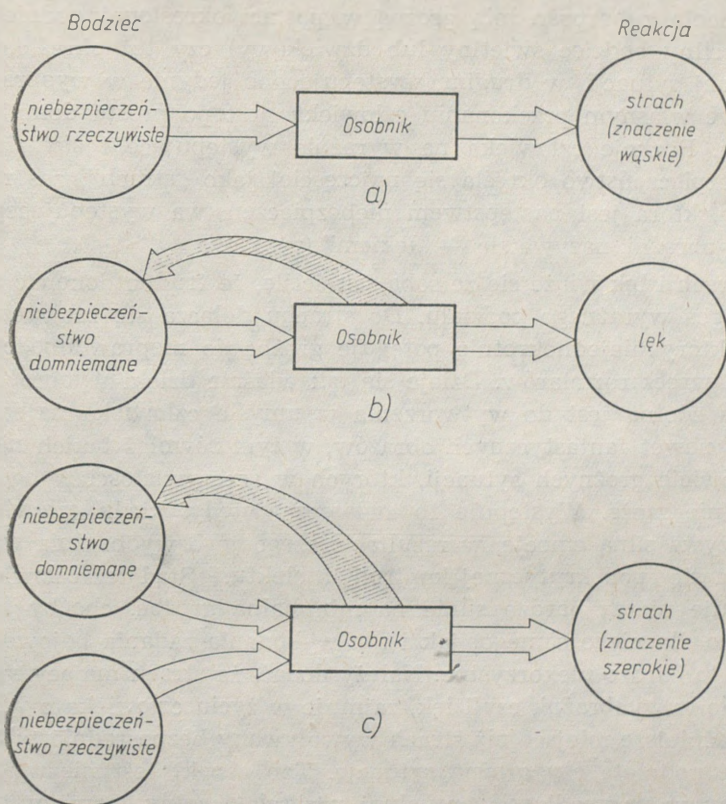 Bodziec
Reakcja
niebezpieczeń-
stwo rzeczywiste
Osobnik
strach
(znaczenie
wąskie)
a)
niebezpieczeń-
stwo
domniemane
Osobnik
lęk
b)
niebezpieczeń-
stwo
domniemane
Osobnik
strach
(znaczenie
szerokie)
niebezpieczeń-
stwo rzeczywiste
c)